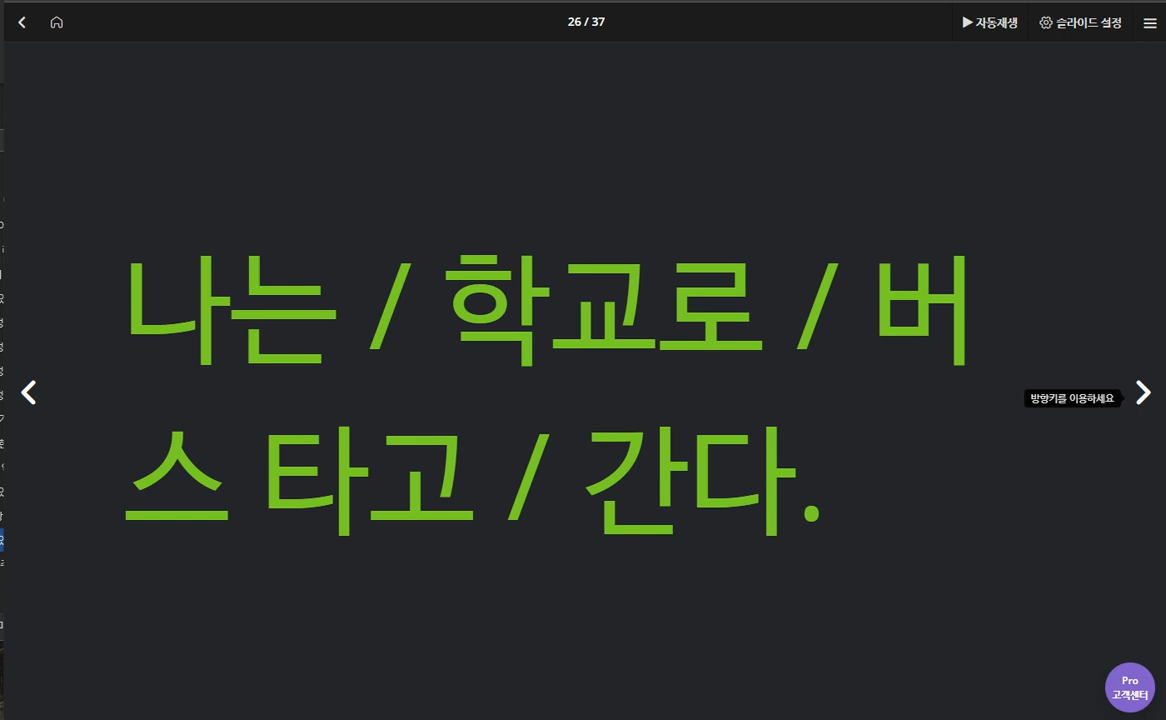 26 / 37
자동재생
슬라이드 설정
나는 / 학교로 / 버
스 타고 / 간다.
방향키를 이용하세요
Pro
고객센터